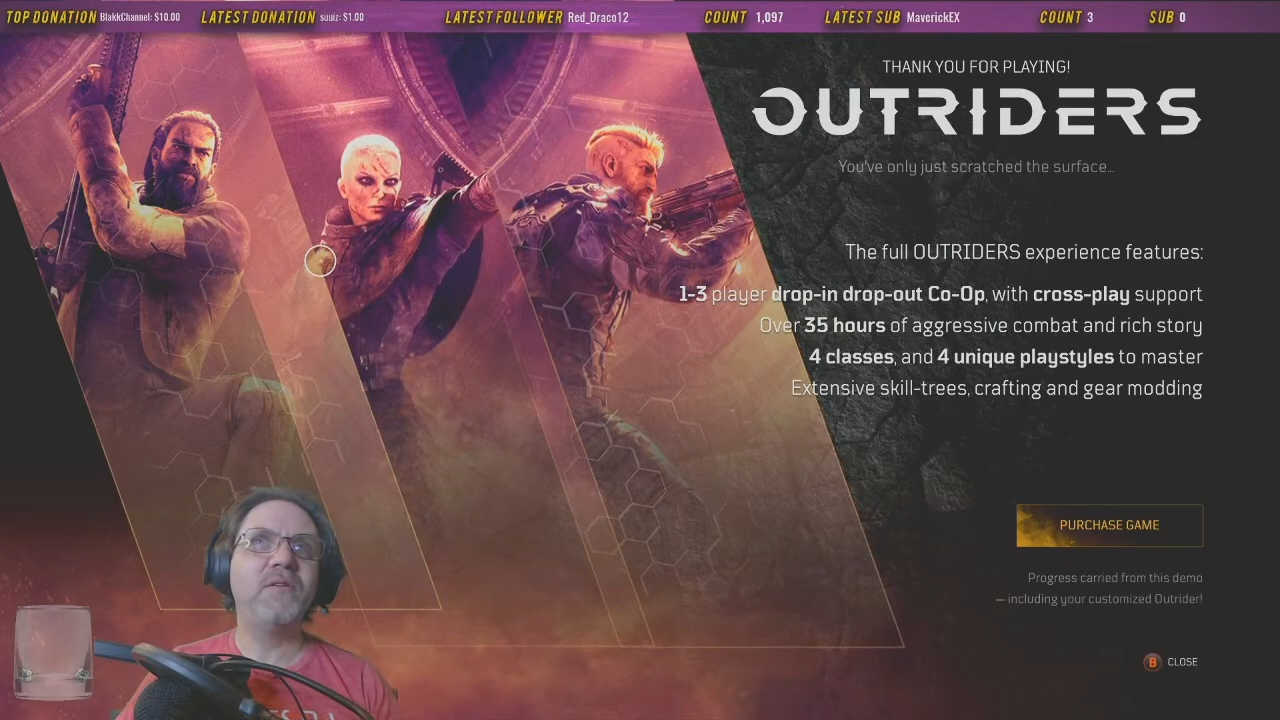 TOP DONATION BlakkChannel: $10.00 LATEST DONATION suuiz: $1.00 LATEST FOLLOWER Red_Draco12 COUNT 1,097 LATEST SUB MaverickEX COUNT 3 SUB 0
THANK YOU FOR PLAYING!
OUTRIDERS
You've only just scratched the surface...
The full OUTRIDERS experience features:
1-3 player drop-in drop-out Co-Op, with cross-play support
Over 35 hours of aggressive combat and rich story
4 classes, and 4 unique playstyles to master
Extensive skill-trees, crafting and gear modding
PURCHASE GAME
Progress carried from this demo
— including your customized Outrider!
B CLOSE